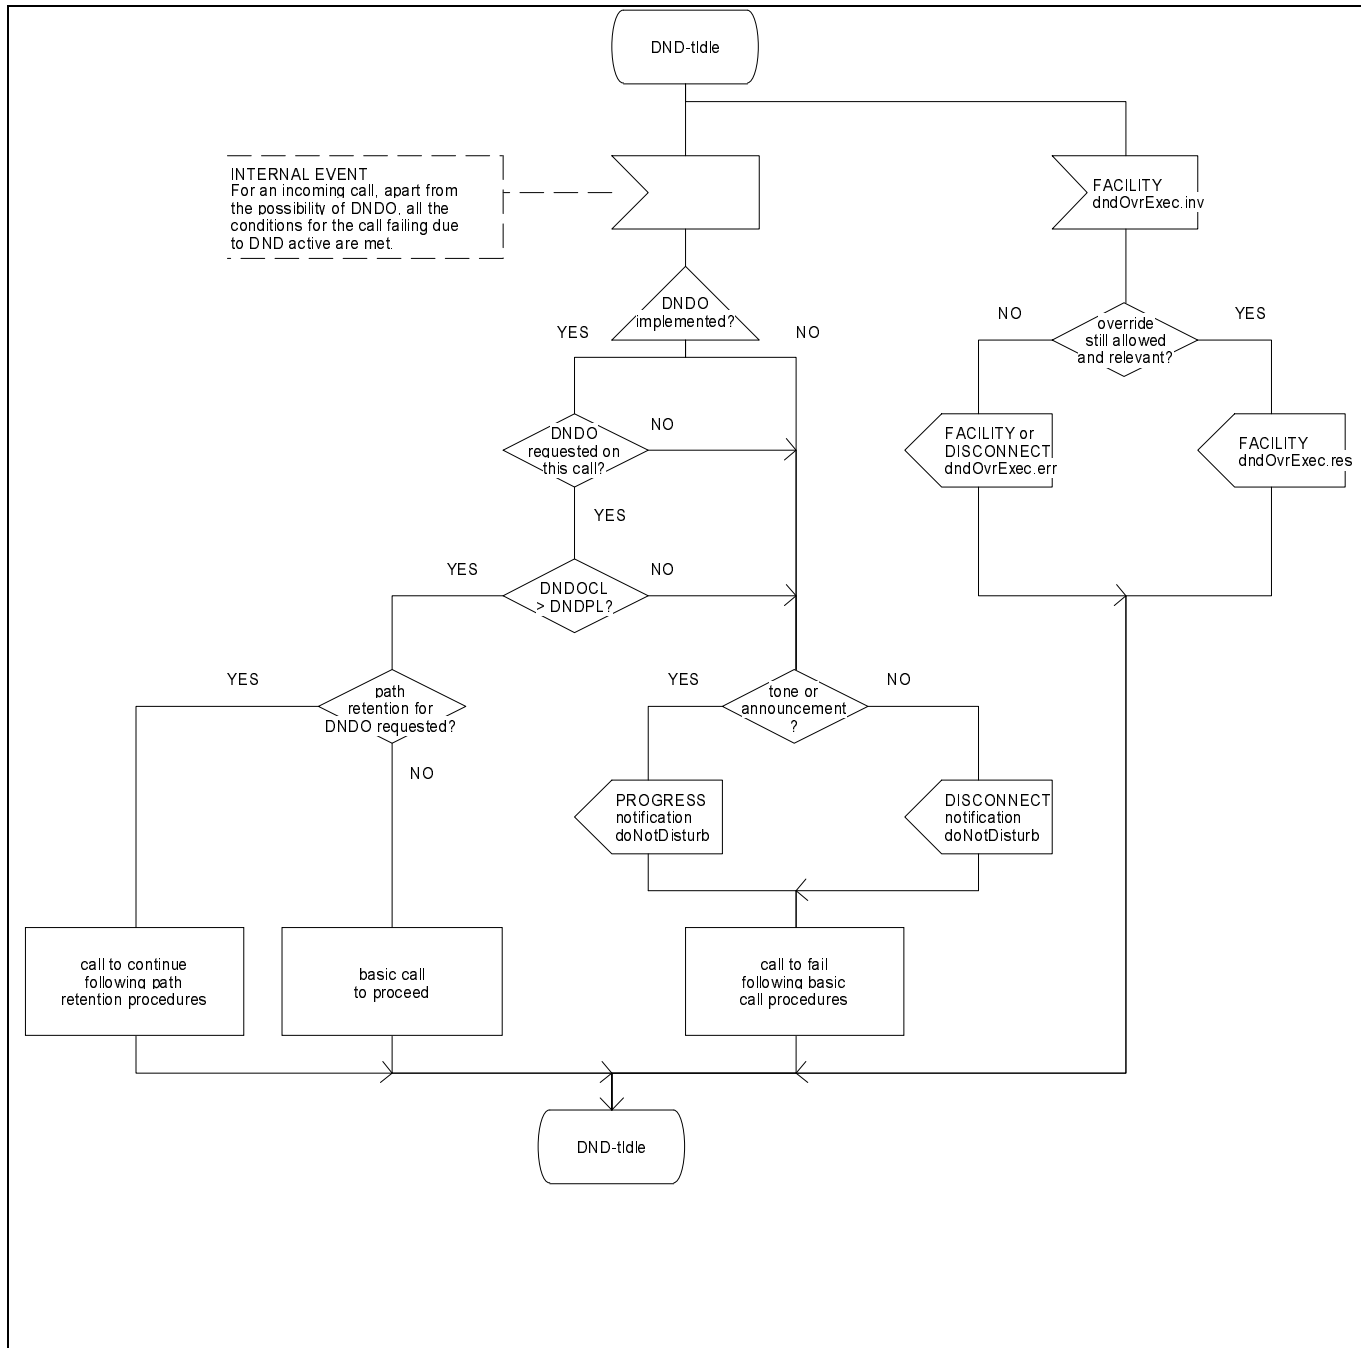 DND-tIdle
INTERNAL EVENT
For an incoming call, apart from
the possibility of DNDO, all the
conditions for the call failing due
to DND active are met.
FACILITY
dndOvrExec.inv
DNDO
implemented?
YES
NO
NO
override
still allowed
and relevant?
YES
DNDO
requested on
this call?
NO
FACILITY or
DISCONNECT
dndOvrExec.err
FACILITY
dndOvrExec.res
YES
YES
DNDOCL
> DNDPL?
NO
YES
path
retention for
DNDO requested?
NO
YES
tone or
announcement
?
NO
PROGRESS
notification
doNotDisturb
DISCONNECT
notification
doNotDisturb
call to continue
following path
retention procedures
basic call
to proceed
call to fail
following basic
call procedures
DND-tIdle